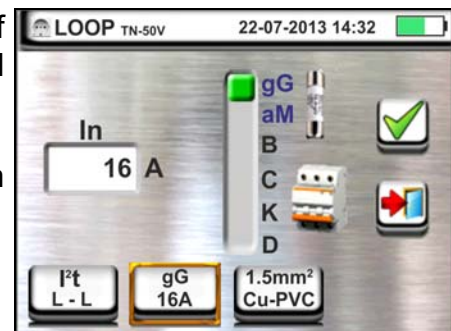 f
l
n
LOOP TN-50V 22-07-2013 14:32
gG
aM
In
B
16 A
C
K
D
I²t gG 1.5mm²
L - L 16A Cu-PVC